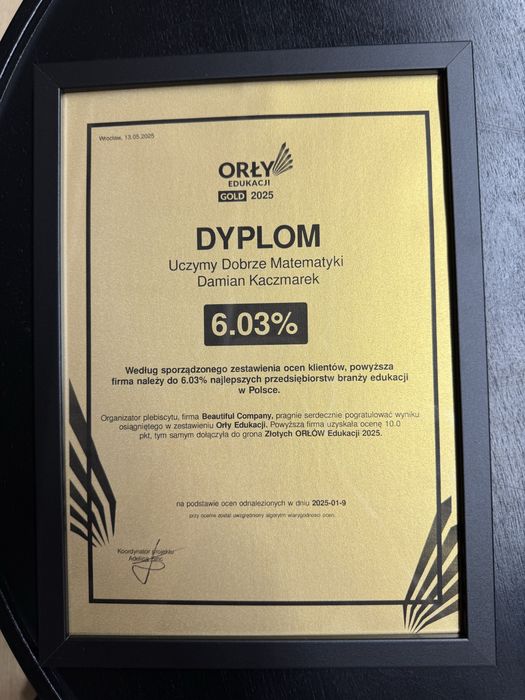 Wrocław, 13.05.2025
ORŁY
EDUKACJI
GOLD 2025
DYPLOM
Uczymy Dobrze Matematyki
Damian Kaczmarek
6.03%
Według sporządzonego zestawienia ocen klientów, powyższa
firma należy do 6.03% najlepszych przedsiębiorstw branży edukacji
w Polsce.
Organizator plebiscytu, firma Beautiful Company, pragnie serdecznie pogratulować wyniku
osiągniętego w zestawieniu Orły Edukacji. Powyższa firma uzyskała ocenę 10.0
pkt, tym samym dołączyła do grona Złotych ORŁÓW Edukacji 2025.
na podstawie ocen odnalezionych w dniu 2025-01-9
przy ocenie został uwzględniony algorytm wiarygodności ocen.
Koordynator projektu
Adelina